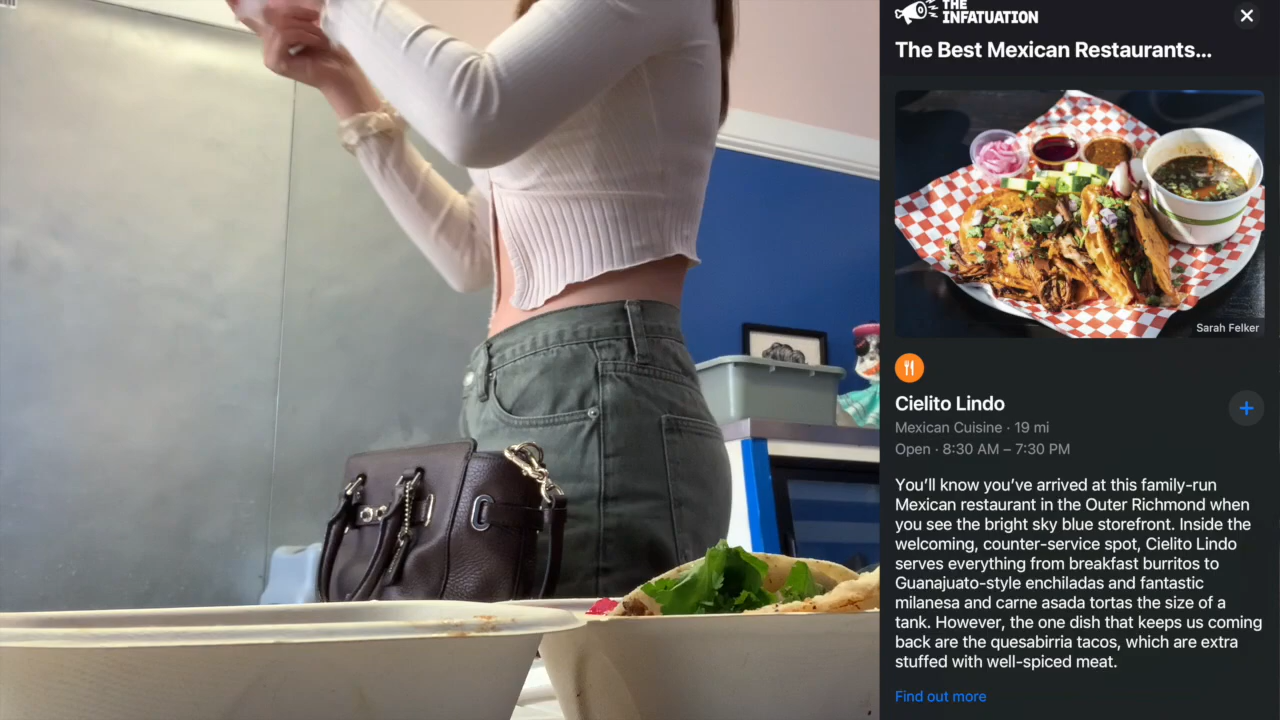 THE
INFATUATION
The Best Mexican Restaurants...
Sarah Felker
Cielito Lindo
Mexican Cuisine · 19 mi
Open · 8:30 AM – 7:30 PM
You’ll know you’ve arrived at this family-run
Mexican restaurant in the Outer Richmond when
you see the bright sky blue storefront. Inside the
welcoming, counter-service spot, Cielito Lindo
serves everything from breakfast burritos to
Guanajuato-style enchiladas and fantastic
milanesa and carne asada tortas the size of a
tank. However, the one dish that keeps us coming
back are the quesabirria tacos, which are extra
stuffed with well-spiced meat.
Find out more